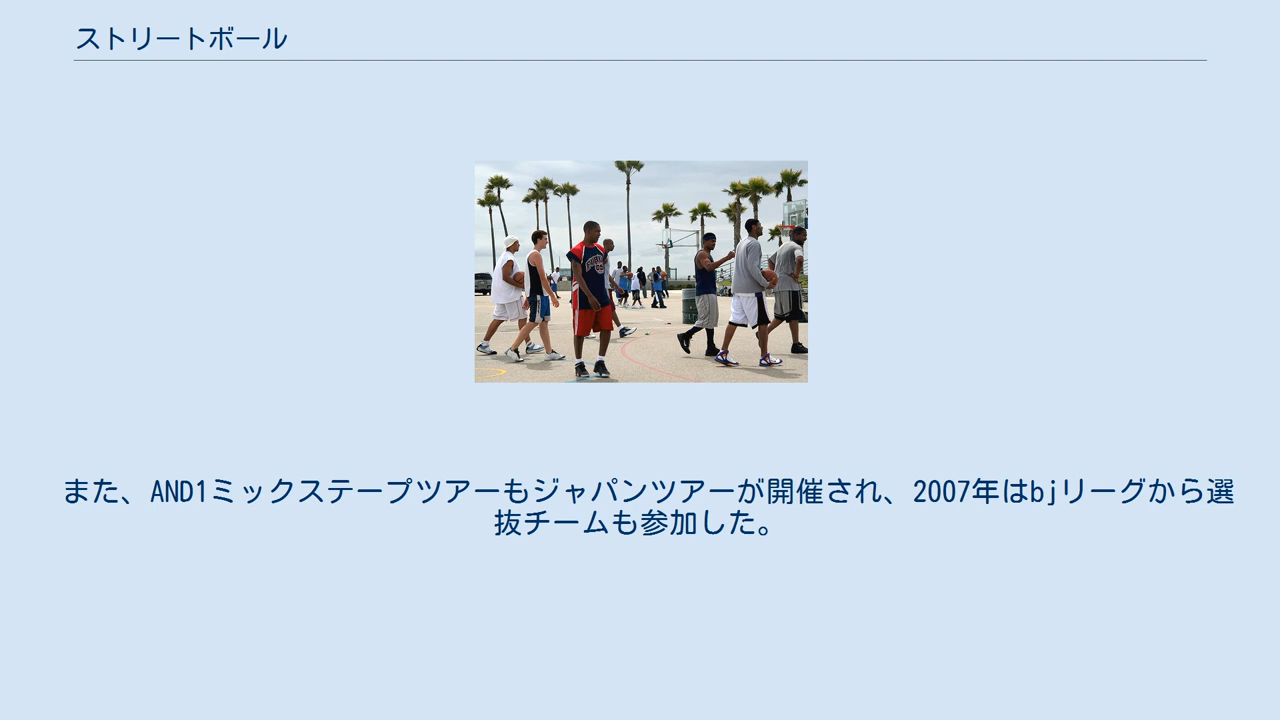 ストリートボール
また、AND1ミックステープツアーもジャパンツアーが開催され、2007年はbjリーグから選
抜チームも参加した。